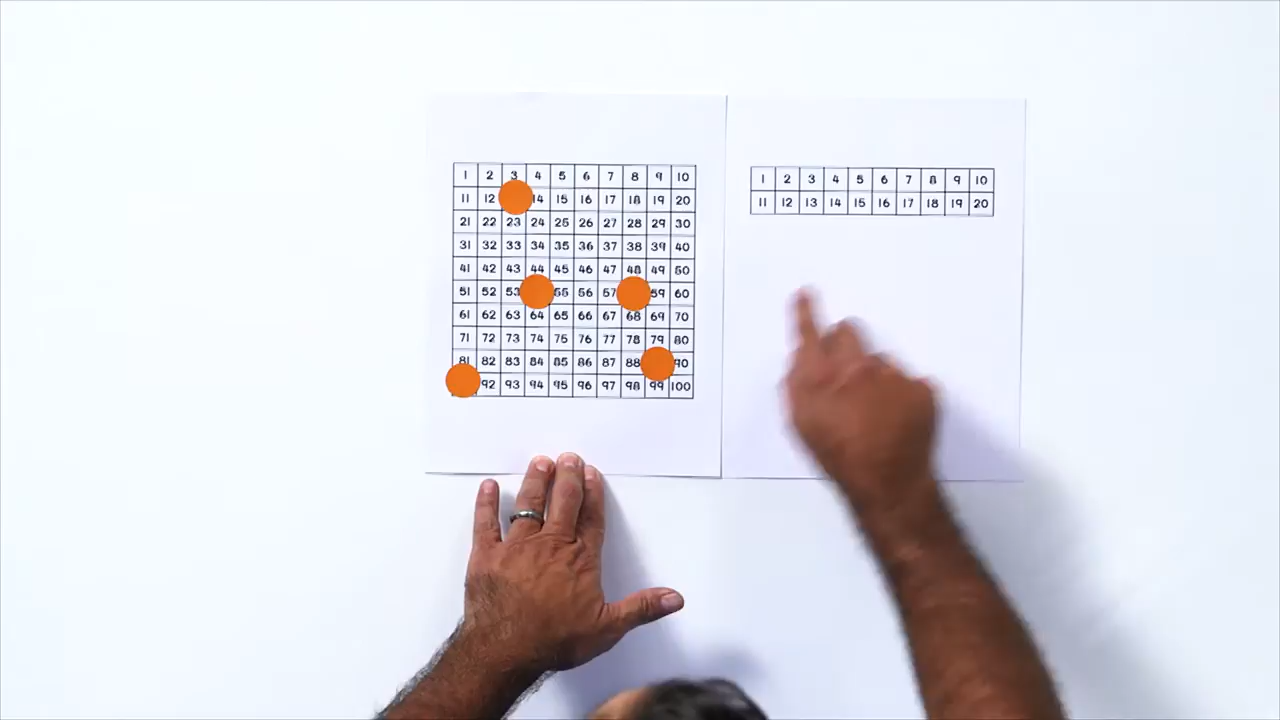 1 2 3 4 5 6 7 8 9 10
11 12 14 15 16 17 18 19 20
21 22 23 24 25 26 27 28 29 30
31 32 33 34 35 36 37 38 39 40
41 42 43 44 45 46 47 48 49 50
51 52 53 55 56 57 59 60
61 62 63 64 65 66 67 68 69 70
71 72 73 74 75 76 77 78 79 80
81 82 83 84 85 86 87 88 90
92 93 94 95 96 97 98 99 100
1 2 3 4 5 6 7 8 9 10
11 12 13 14 15 16 17 18 19 20